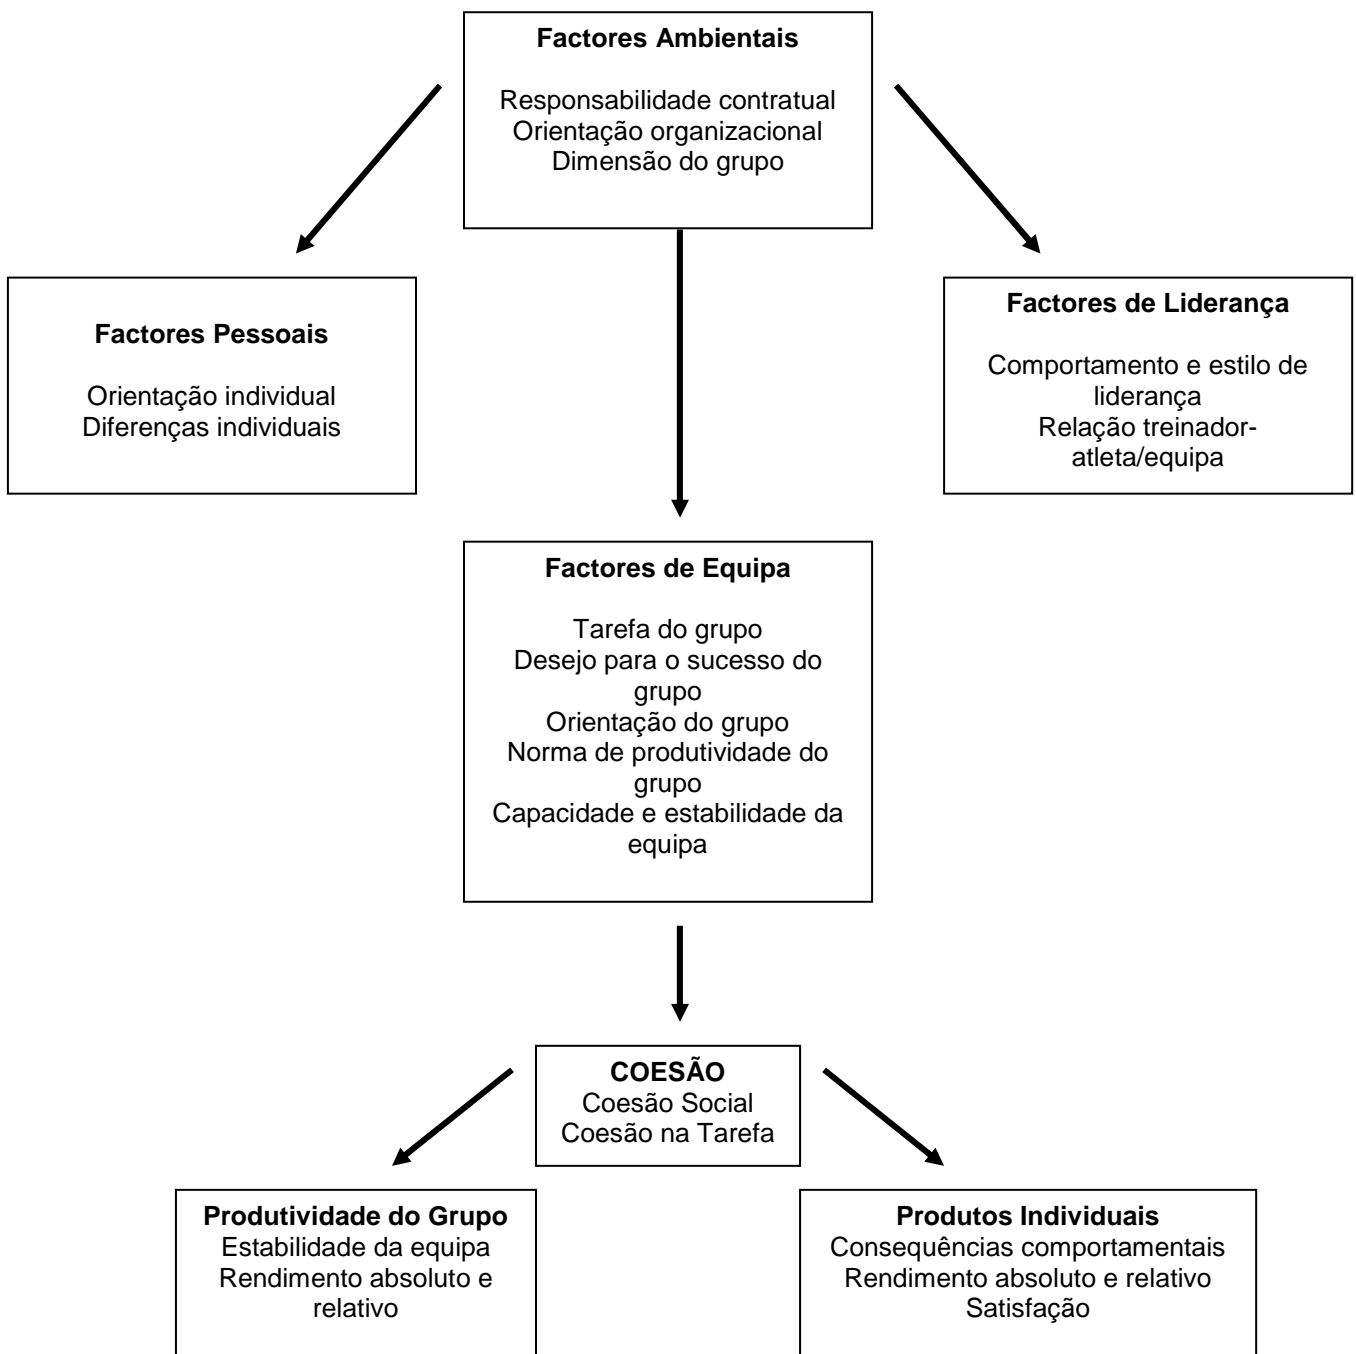 Factores Ambientais
Responsabilidade contratual
Orientação organizacional
Dimensão do grupo
Factores Pessoais
Orientação individual
Diferenças individuais
Factores de Liderança
Comportamento e estilo de
liderança
Relação treinador-
atleta/equipa
Factores de Equipa
Tarefa do grupo
Desejo para o sucesso do
grupo
Orientação do grupo
Norma de produtividade do
grupo
Capacidade e estabilidade da
equipa
COESÃO
Coesão Social
Coesão na Tarefa
Produtividade do Grupo
Estabilidade da equipa
Rendimento absoluto e
relativo
Produtos Individuais
Consequências comportamentais
Rendimento absoluto e relativo
Satisfação